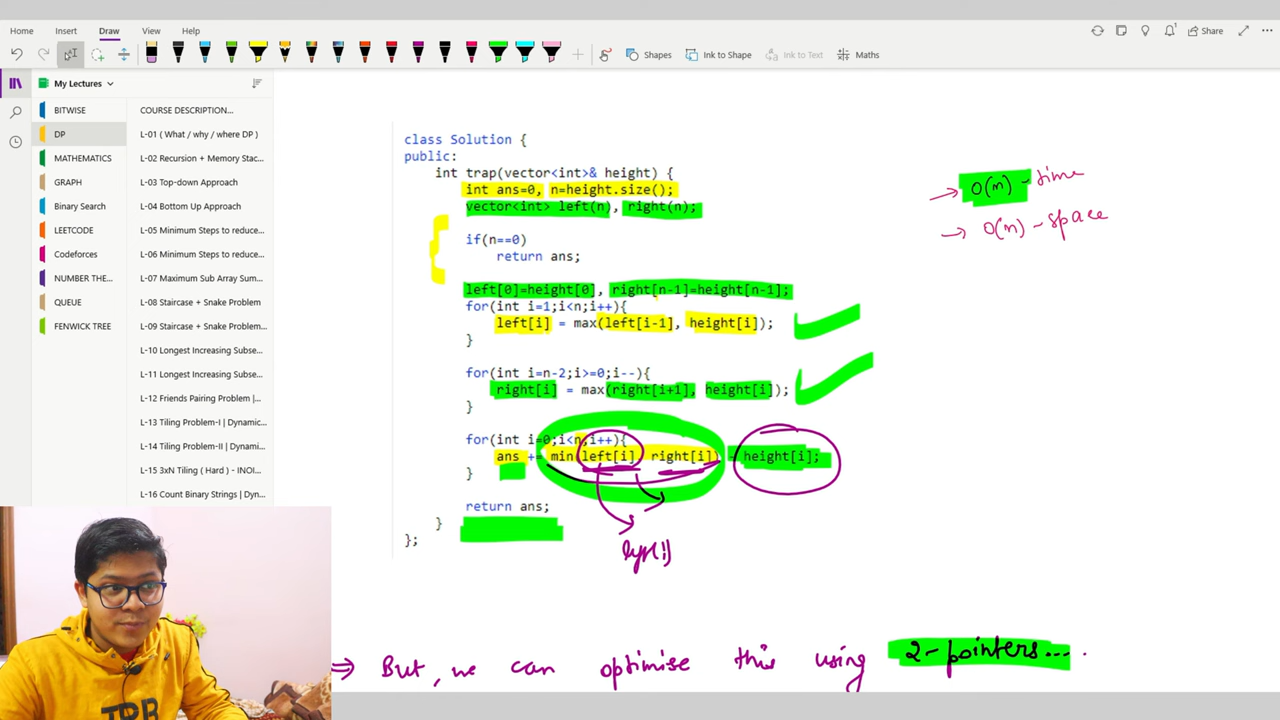 Home Insert Draw View Help
Share
Shapes Ink to Shape Ink to Text Maths
My Lectures
BITWISE
DP
MATHEMATICS
GRAPH
Binary Search
LEETCODE
Codeforces
NUMBER THE...
QUEUE
FENWICK TREE
COURSE DESCRIPTION...
L-01 ( What / why / where DP )
L-02 Recursion + Memory Stac...
L-03 Top-down Approach
L-04 Bottom Up Approach
L-05 Minimum Steps to reduce...
L-06 Minimum Steps to reduce...
L-07 Maximum Sub Array Sum...
L-08 Staircase + Snake Problem
L-09 Staircase + Snake Problem...
L-10 Longest Increasing Subse...
L-11 Longest Increasing Subse...
L-12 Friends Pairing Problem |...
L-13 Tiling Problem-I | Dynamic...
L-14 Tiling Problem-II | Dynami...
L-15 3xN Tiling ( Hard ) - INOI...
L-16 Count Binary Strings | Dyn...
class Solution {
public:
int trap(vector<int>& height) {
int ans=0, n=height.size();
vector<int> left(n), right(n);
if(n==0)
return ans;
left[0]=height[0], right[n-1]=height[n-1];
for(int i=1;i<n;i++){
left[i] = max(left[i-1], height[i]);
}
for(int i=n-2;i>=0;i--){
right[i] = max(right[i+1], height[i]);
}
for(int i=0;i<n;i++){
ans += min(left[i] right[i]) height[i];
}
return ans;
}
};
→ O(n) - time
→ O(n) - space
⇒ But, we can optimise this using 2-pointers....